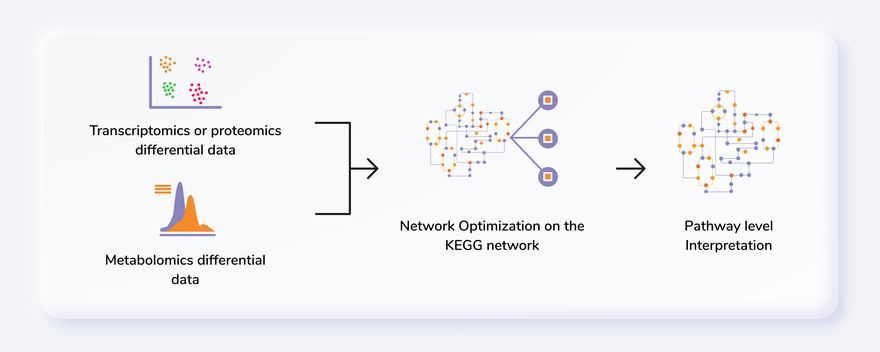 Transcriptomics or proteomics
differential data
Metabolomics differential
data
Network Optimization on the
KEGG network
Pathway level
Interpretation